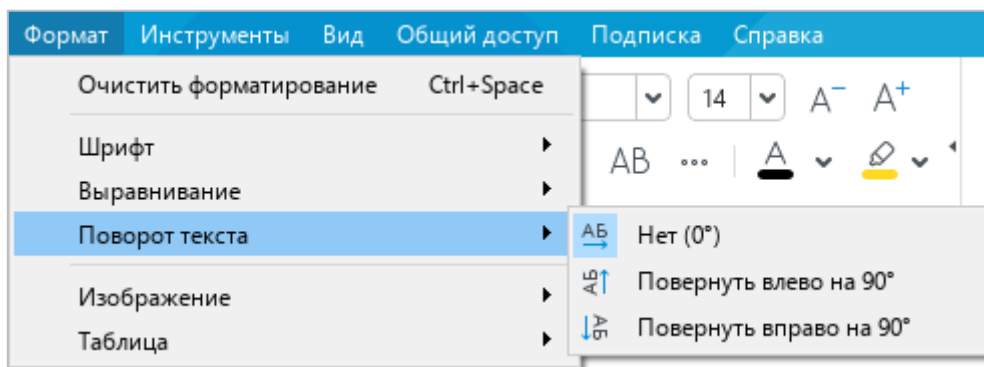 Формат Инструменты Вид Общий доступ Подписка Справка
Очистить форматирование Ctrl+Space
14 A⁻ A⁺
Шрифт
AB ••• A
Выравнивание
Поворот текста
АБ Нет (0°)
АБ Повернуть влево на 90°
АБ Повернуть вправо на 90°
Изображение
Таблица